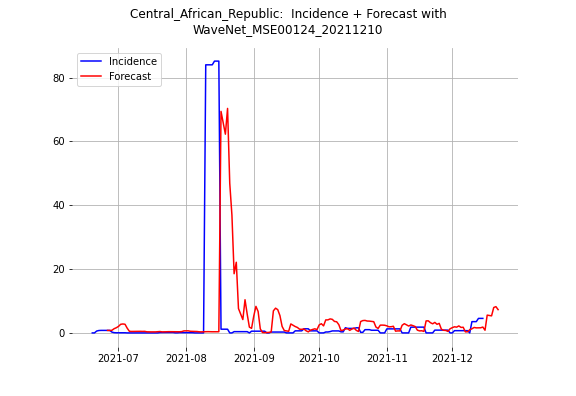 Central_African_Republic:  Incidence + Forecast with
WaveNet_MSE00124_20211210
Incidence
Forecast
80
60
40
20
0
2021-07 2021-08 2021-09 2021-10 2021-11 2021-12